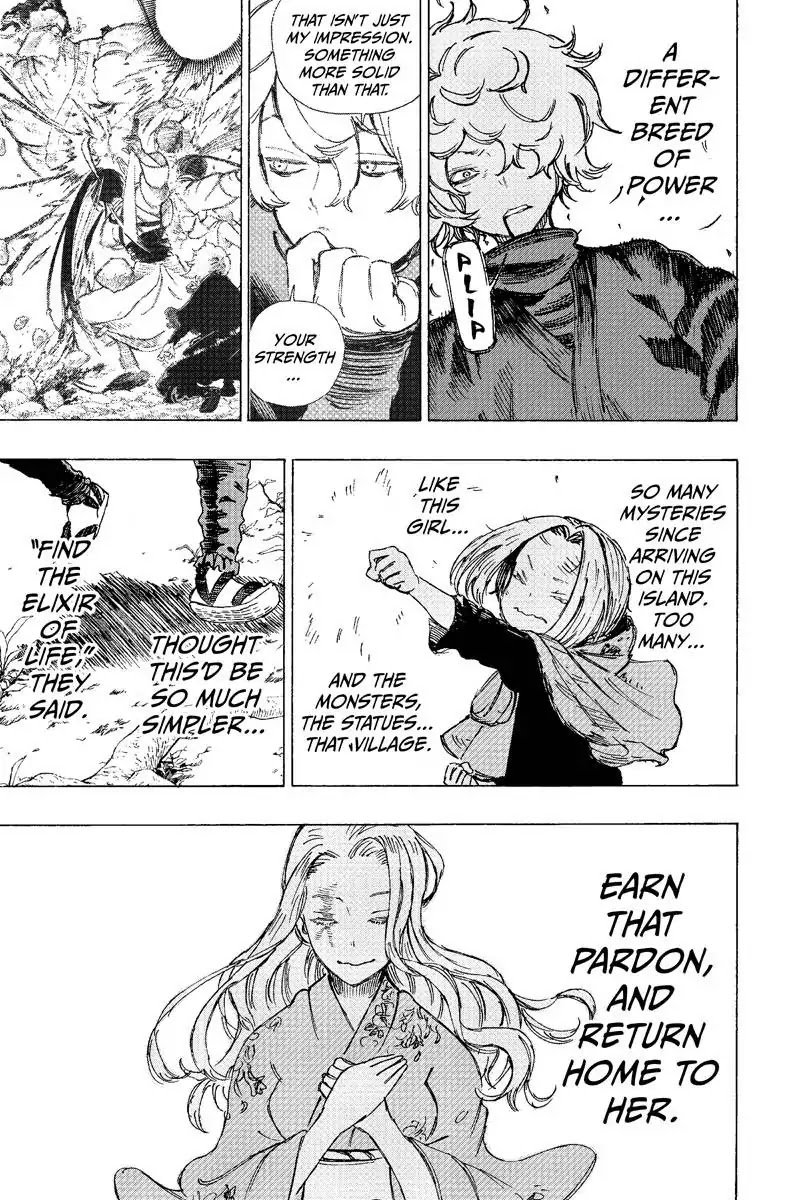 A
DIFFER-
ENT
BREED
OF
POWER
...
PLIP
THAT ISN'T JUST
MY IMPRESSION.
SOMETHING
MORE SOLID
THAN THAT.
YOUR
STRENGTH
...
SO MANY
MYSTERIES
SINCE
ARRIVING
ON THIS
ISLAND.
TOO
MANY...
LIKE
THIS
GIRL...
AND THE
MONSTERS,
THE STATUES...
THAT VILLAGE.
THOUGHT
THIS'D BE
SO MUCH
SIMPLER...
"FIND
THE
ELIXIR
OF
LIFE,"
THEY
SAID.
EARN
THAT
PARDON,
AND
RETURN
HOME TO
HER.